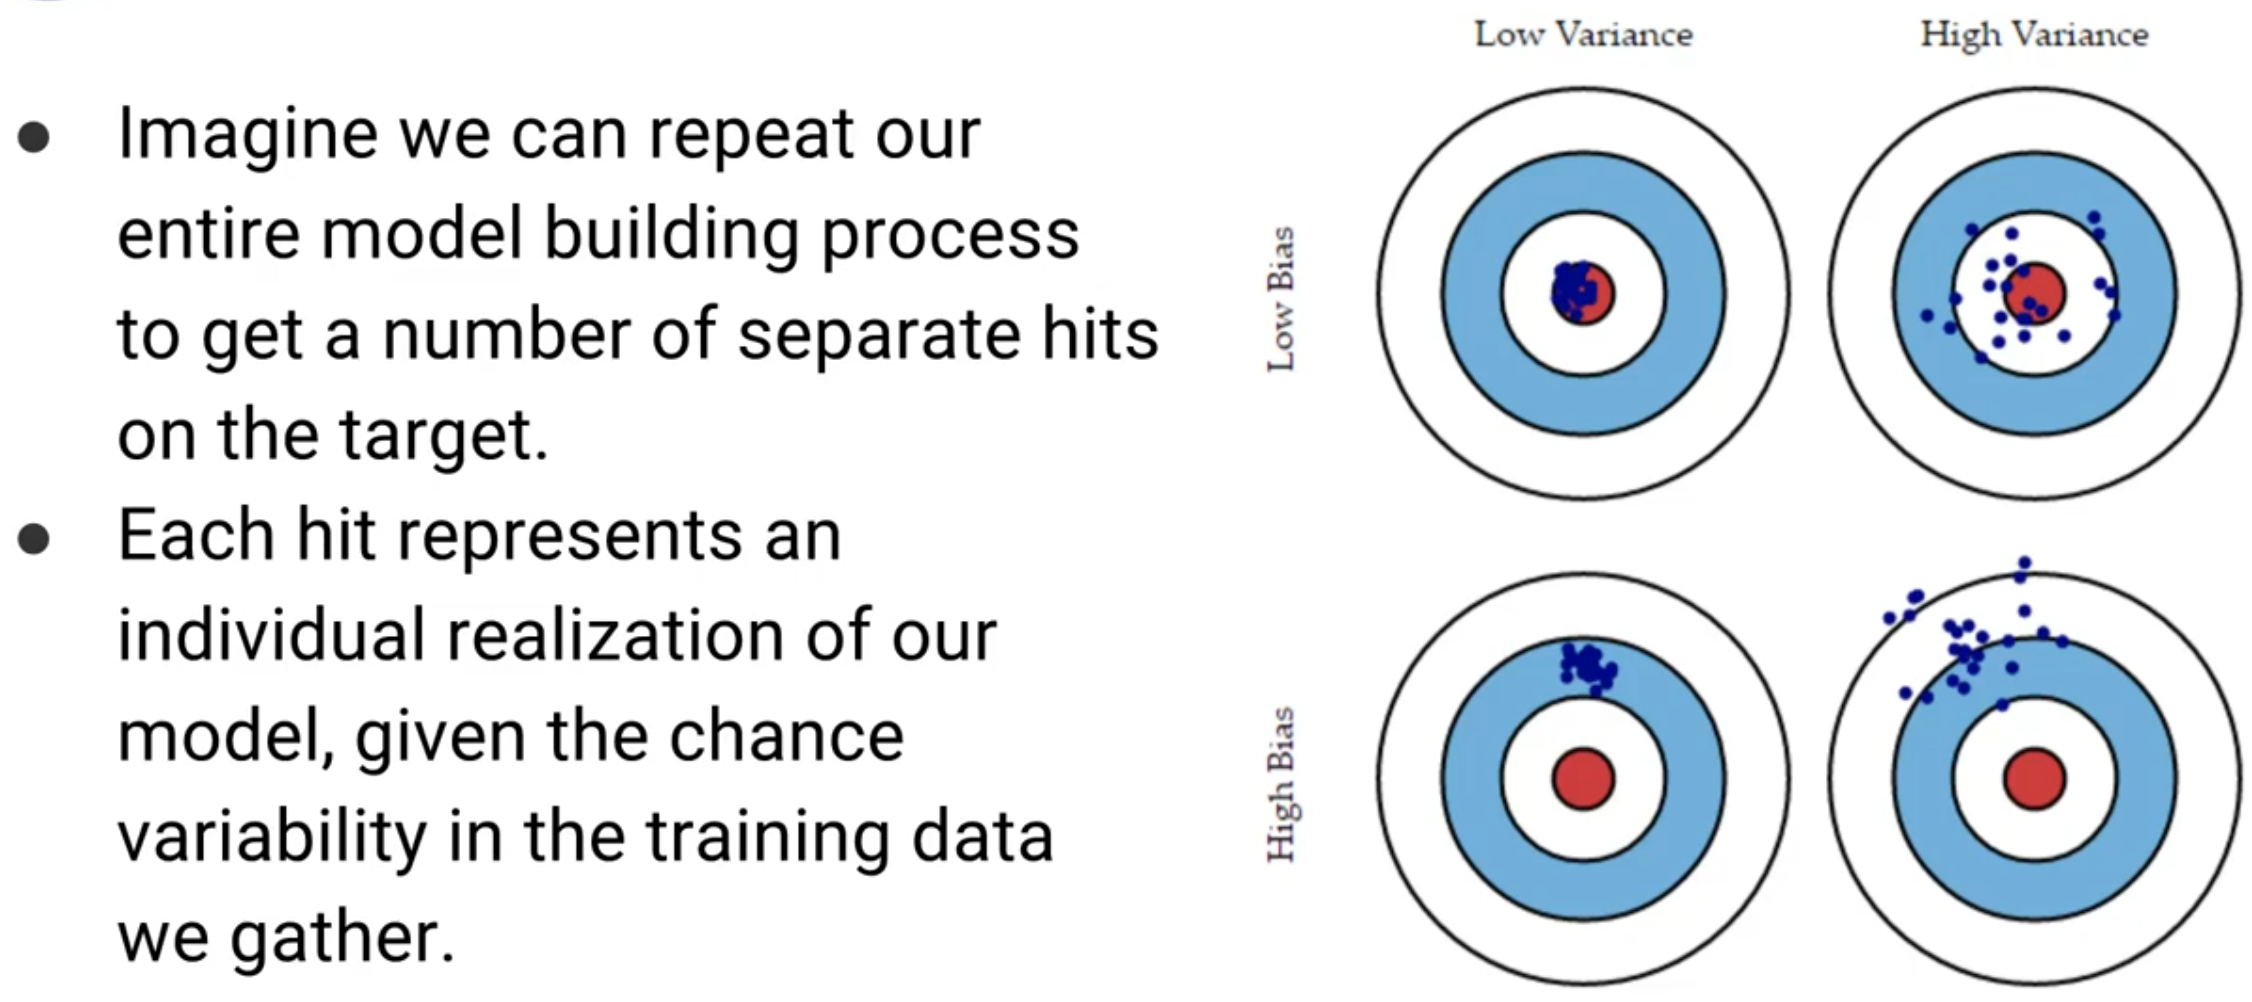 Low Variance
High Variance
● Imagine we can repeat our
entire model building process
to get a number of separate hits
on the target.
● Each hit represents an
individual realization of our
model, given the chance
variability in the training data
we gather.
Low Bias
High Bias